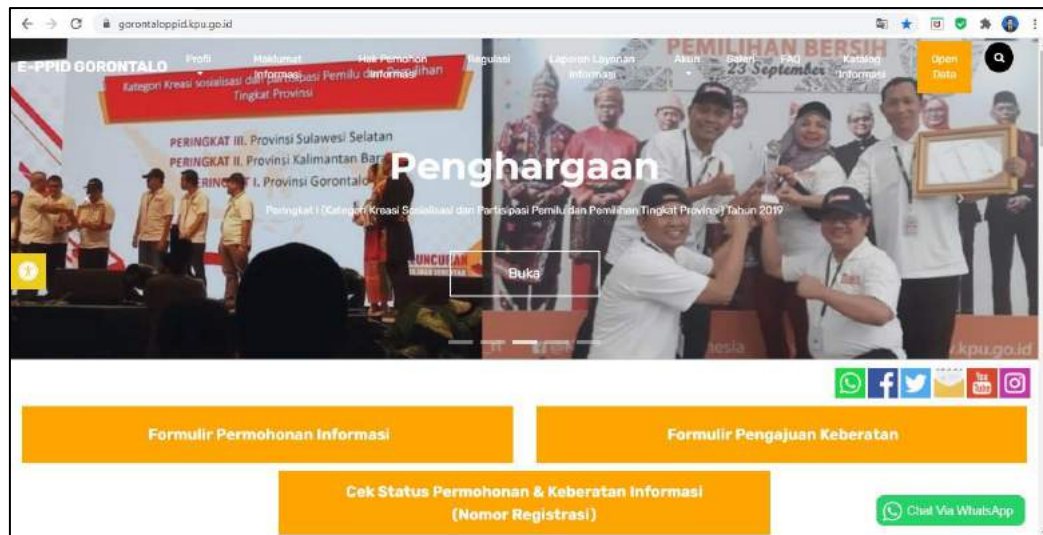 gorontaloppid.kpu.go.id
PEMILIHAN BERSIH
23 September
E-PPID GORONTALO
Profil
Maklumat Informasi
Hak Pemohon Informasi
Regulasi
Laporan Layanan Informasi
Akun
Galeri
FAQ
Katalog Informasi
Open Data
Kategori Kreasi sosialisasi dan partisipasi Pemilu dan Pemilihan
Tingkat Provinsi
PERINGKAT III. Provinsi Sulawesi Selatan
PERINGKAT II. Provinsi Kalimantan Bara
PERINGKAT I. Provinsi Gorontalo
Penghargaan
Peringkat I (Kategori Kreasi Sosialisasi dan Partisipasi Pemilu dan Pemilihan Tingkat Provinsi) Tahun 2019
Buka
.kpu.go.id
You Tube
Formulir Permohonan Informasi
Formulir Pengajuan Keberatan
Cek Status Permohonan & Keberatan Informasi
(Nomor Registrasi)
Chat Via WhatsApp